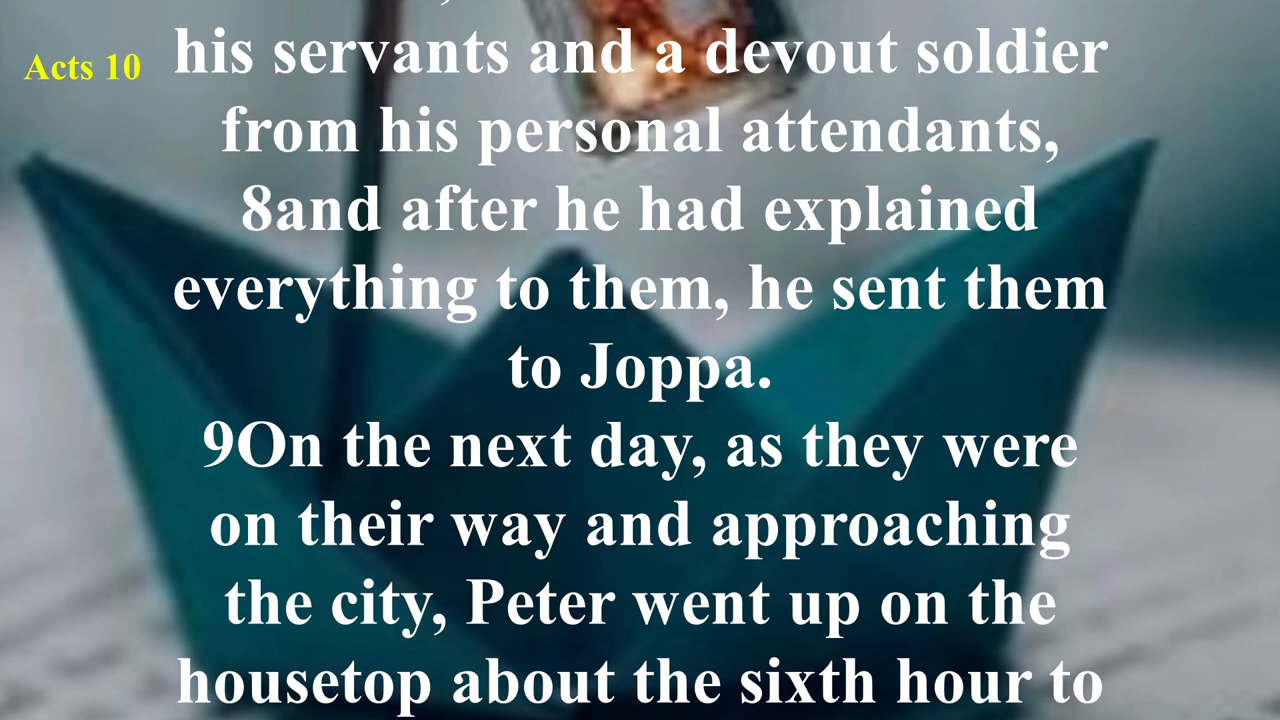 Acts 10
his servants and a devout soldier
from his personal attendants,
8and after he had explained
everything to them, he sent them
to Joppa.
9On the next day, as they were
on their way and approaching
the city, Peter went up on the
housetop about the sixth hour to